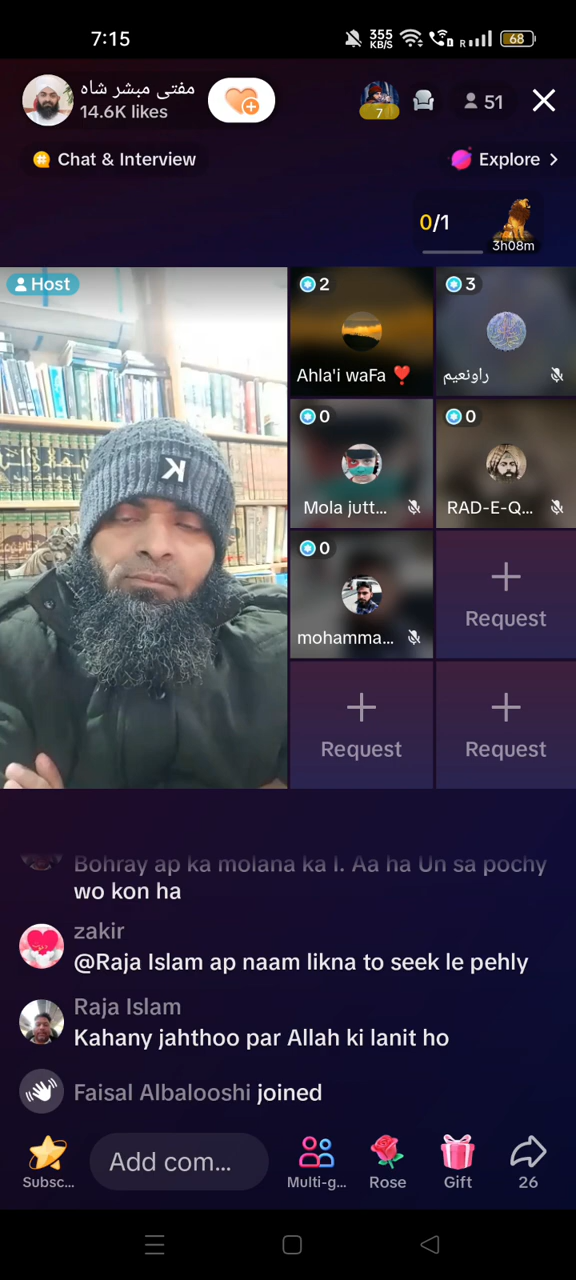 7:15
355
KB/S
R
68
مفتی مبشر شاہ
14.6K likes
7
51
Chat & Interview
Explore
0/1
3h08m
Host
K
2
Ahla'i waFa ❤️
3
راونعیم
0
Mola jutt...
0
RAD-E-Q...
0
mohamma...
Request
Request
Request
Bohray ap ka molana ka I. Aa ha Un sa pochy
wo kon ha
zakir
@Raja Islam ap naam likna to seek le pehly
Raja Islam
Kahany jahthoo par Allah ki lanit ho
Faisal Albalooshi joined
Subsc...
Add com...
Multi-g...
Rose
Gift
26